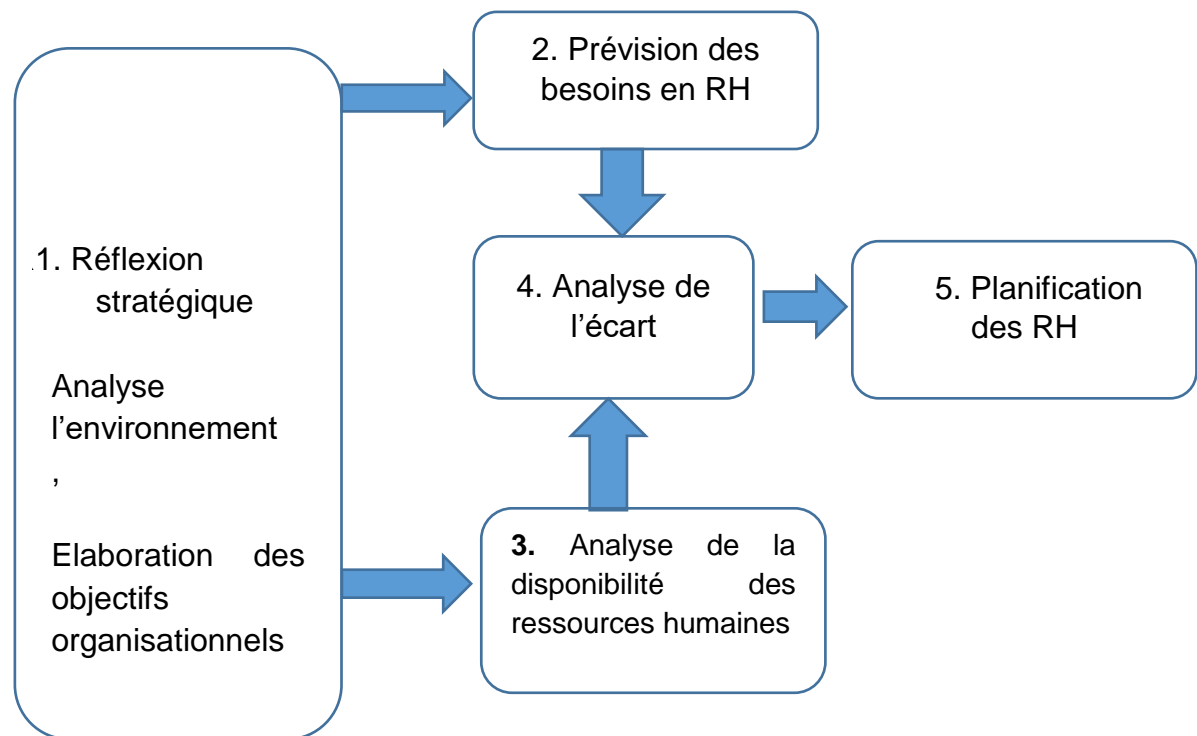 2. Prévision des
besoins en RH
.1. Réflexion
stratégique
Analyse
l’environnement
,
Elaboration des
objectifs
organisationnels
4. Analyse de
l’écart
5. Planification
des RH
3. Analyse de la
disponibilité des
ressources humaines